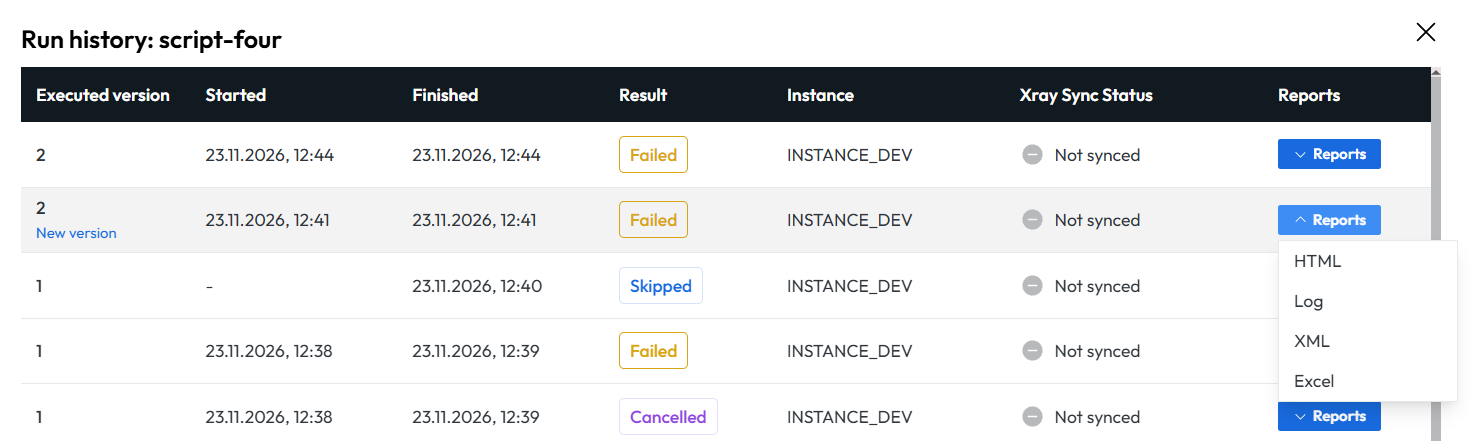 Run history: script-four
Executed version Started Finished Result Instance Xray Sync Status Reports
2 23.11.2026, 12:44 23.11.2026, 12:44 Failed INSTANCE_DEV Not synced Reports
2 23.11.2026, 12:41 23.11.2026, 12:41 Failed INSTANCE_DEV Not synced Reports
New version
HTML
1 - 23.11.2026, 12:40 Skipped INSTANCE_DEV Not synced
Log
XML
1 23.11.2026, 12:38 23.11.2026, 12:39 Failed INSTANCE_DEV Not synced
Excel
1 23.11.2026, 12:38 23.11.2026, 12:39 Cancelled INSTANCE_DEV Not synced Reports